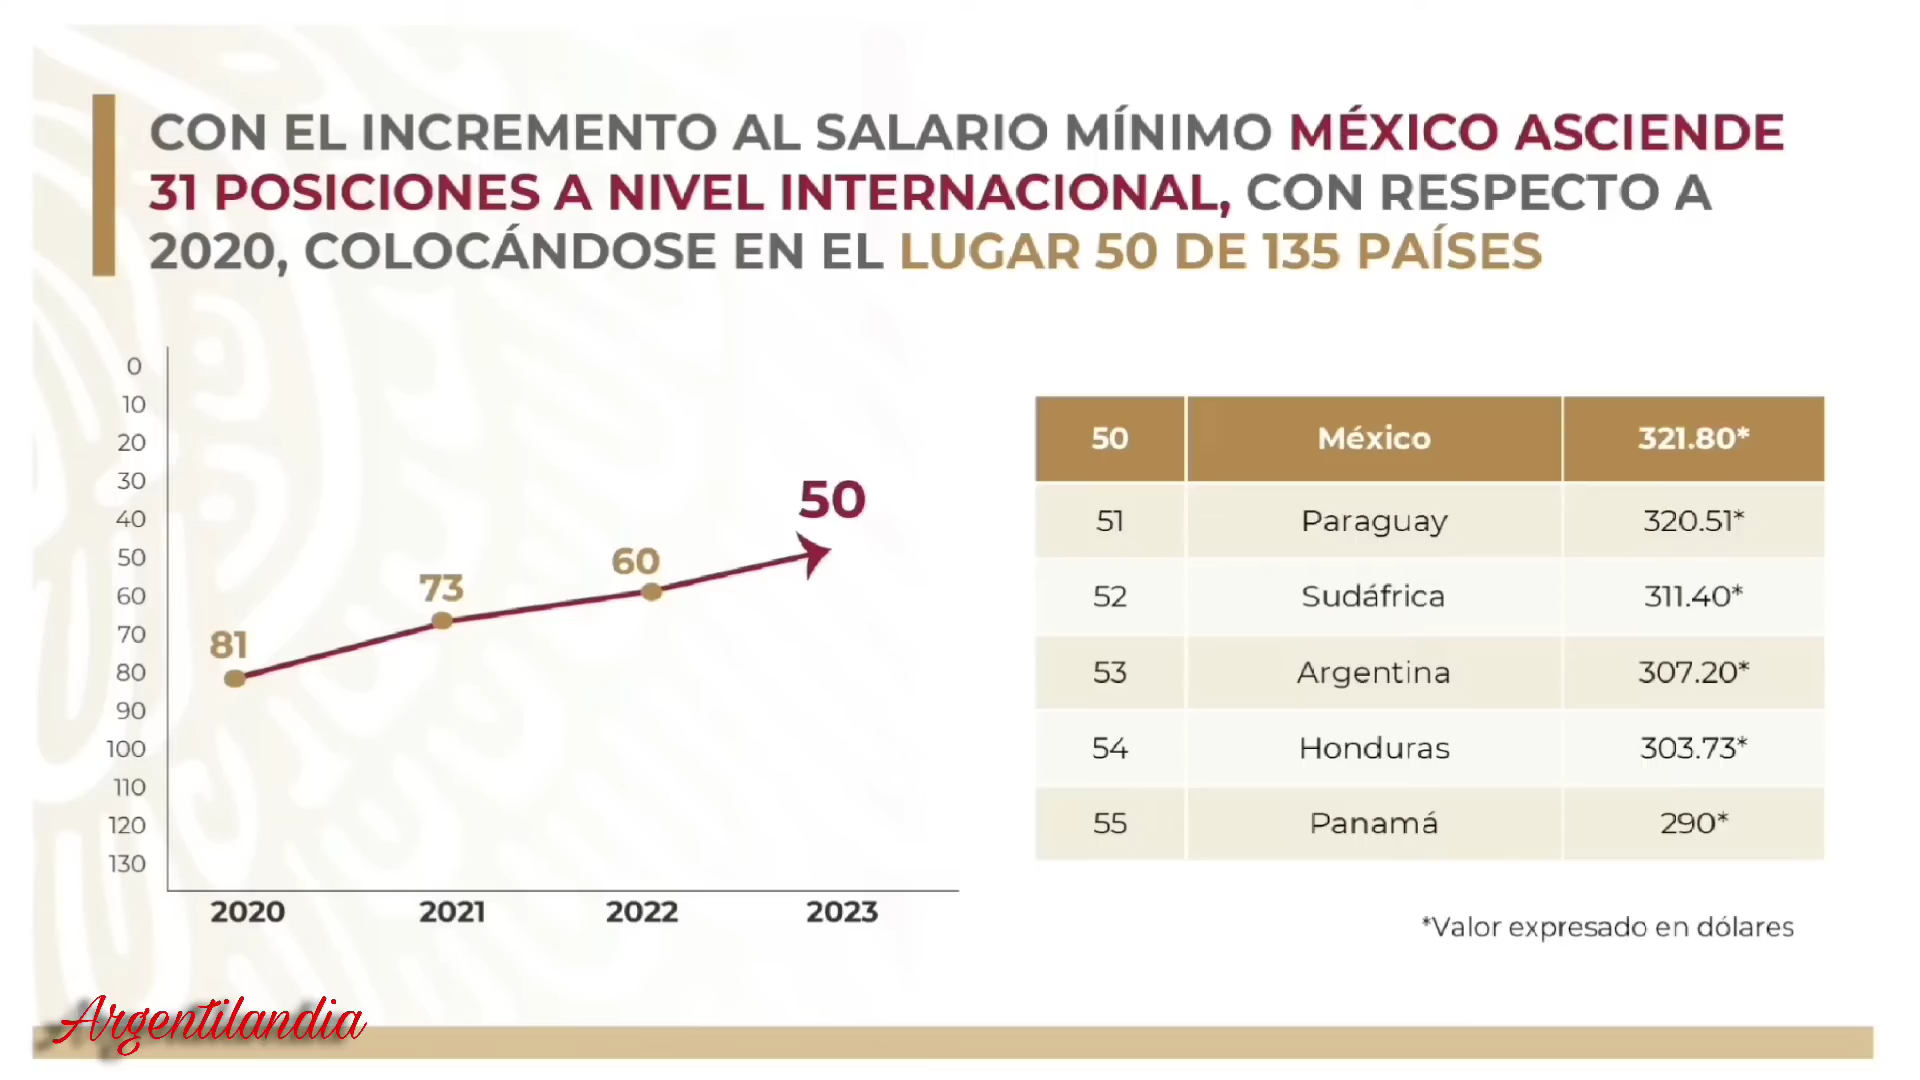 CON EL INCREMENTO AL SALARIO MÍNIMO MÉXICO ASCIENDE
31 POSICIONES A NIVEL INTERNACIONAL, CON RESPECTO A
2020, COLOCÁNDOSE EN EL LUGAR 50 DE 135 PAÍSES
0
10
20
30
40
50
60
70
80
90
100
110
120
130
81
73
60
50
2020 2021 2022 2023
50 México 321.80*
51 Paraguay 320.51*
52 Sudáfrica 311.40*
53 Argentina 307.20*
54 Honduras 303.73*
55 Panamá 290*
*Valor expresado en dólares
Argentilandia